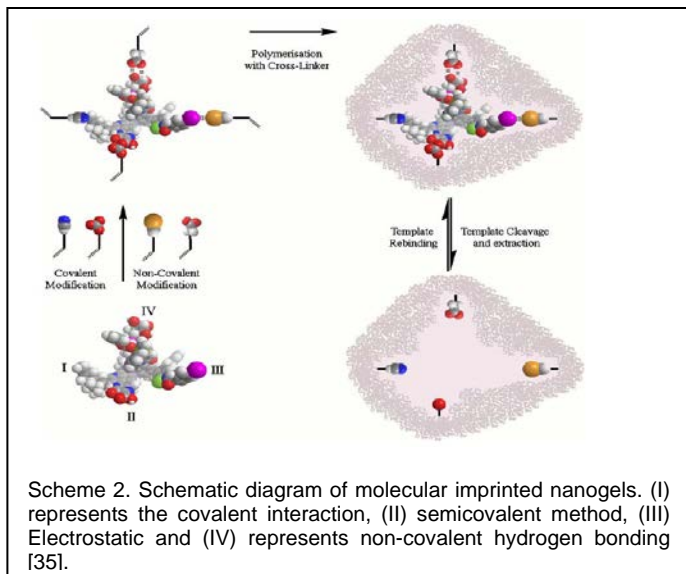 Polymerisation
with Cross-Linker
Template
Rebinding
Template Cleavage
and extraction
Covalent
Modification
Non-Covalent
Modification
IV
I
III
II
Scheme 2. Schematic diagram of molecular imprinted nanogels. (I)
represents the covalent interaction, (II) semicovalent method, (III)
Electrostatic and (IV) represents non-covalent hydrogen bonding
[35].